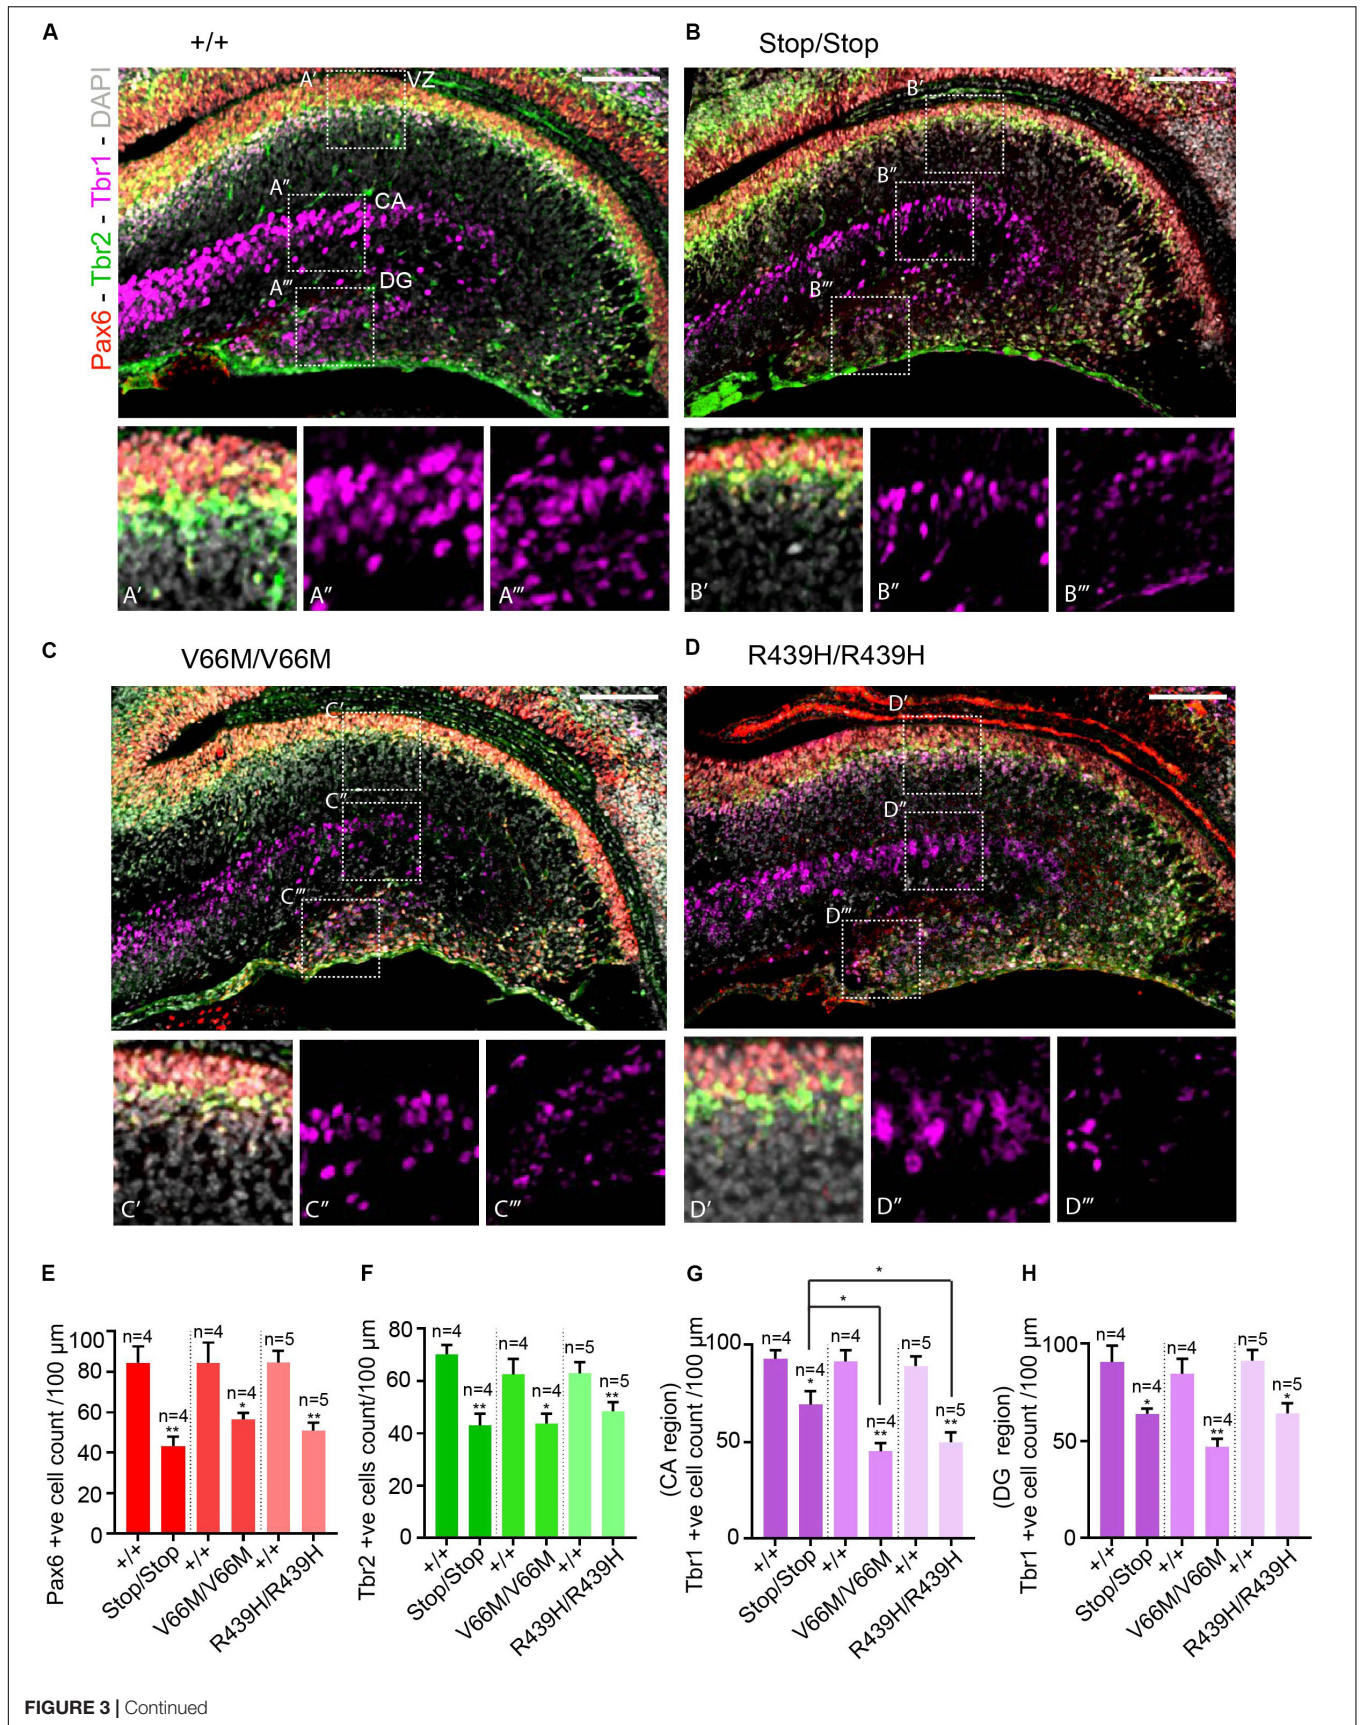 A
+/+
B
Stop/Stop
Pax6 - Tbr2 - Tbr1 - DAPI
A′
VZ
A″
CA
A‴
DG
B′
B″
B‴
A′
A″
A‴
B′
B″
B‴
C
V66M/V66M
D
R439H/R439H
C′
C″
C‴
D′
D″
D‴
C′
C″
C‴
D′
D″
D‴
E
Pax6 +ve cell count /100 µm
100
80
60
40
20
0
n=4
n=4
**
n=4
n=4
*
n=5
n=5
**
+/+
Stop/Stop
+/+
V66M/V66M
+/+
R439H/R439H
F
Tbr2 +ve cells count/100 µm
80
60
40
20
0
n=4
n=4
**
n=4
n=4
*
n=5
n=5
**
+/+
Stop/Stop
+/+
V66M/V66M
+/+
R439H/R439H
G
Tbr1 +ve cell count /100 µm
(CA region)
100
50
0
*
*
n=4
n=4
*
n=4
n=4
**
n=5
n=5
**
+/+
Stop/Stop
+/+
V66M/V66M
+/+
R439H/R439H
H
Tbr1 +ve cell count /100 µm
(DG region)
100
50
0
n=4
n=4
*
n=4
n=4
**
n=5
n=5
*
+/+
Stop/Stop
+/+
V66M/V66M
+/+
R439H/R439H
FIGURE 3 | Continued